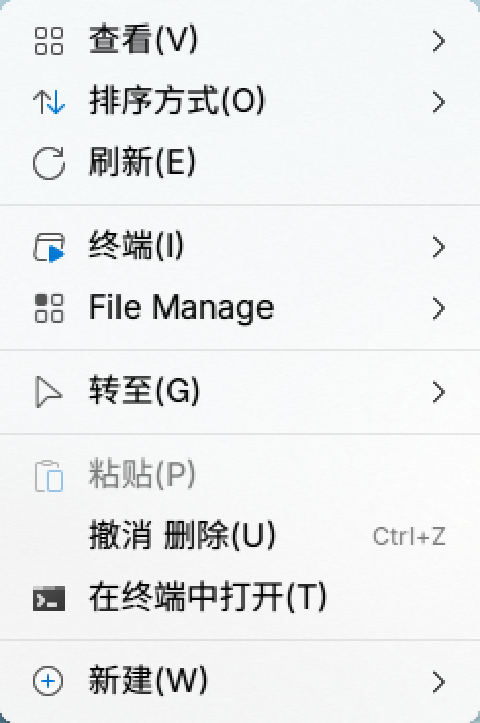 查看(V)
排序方式(O)
刷新(E)
终端(I)
File Manage
转至(G)
粘贴(P)
撤消 删除(U) Ctrl+Z
在终端中打开(T)
新建(W)